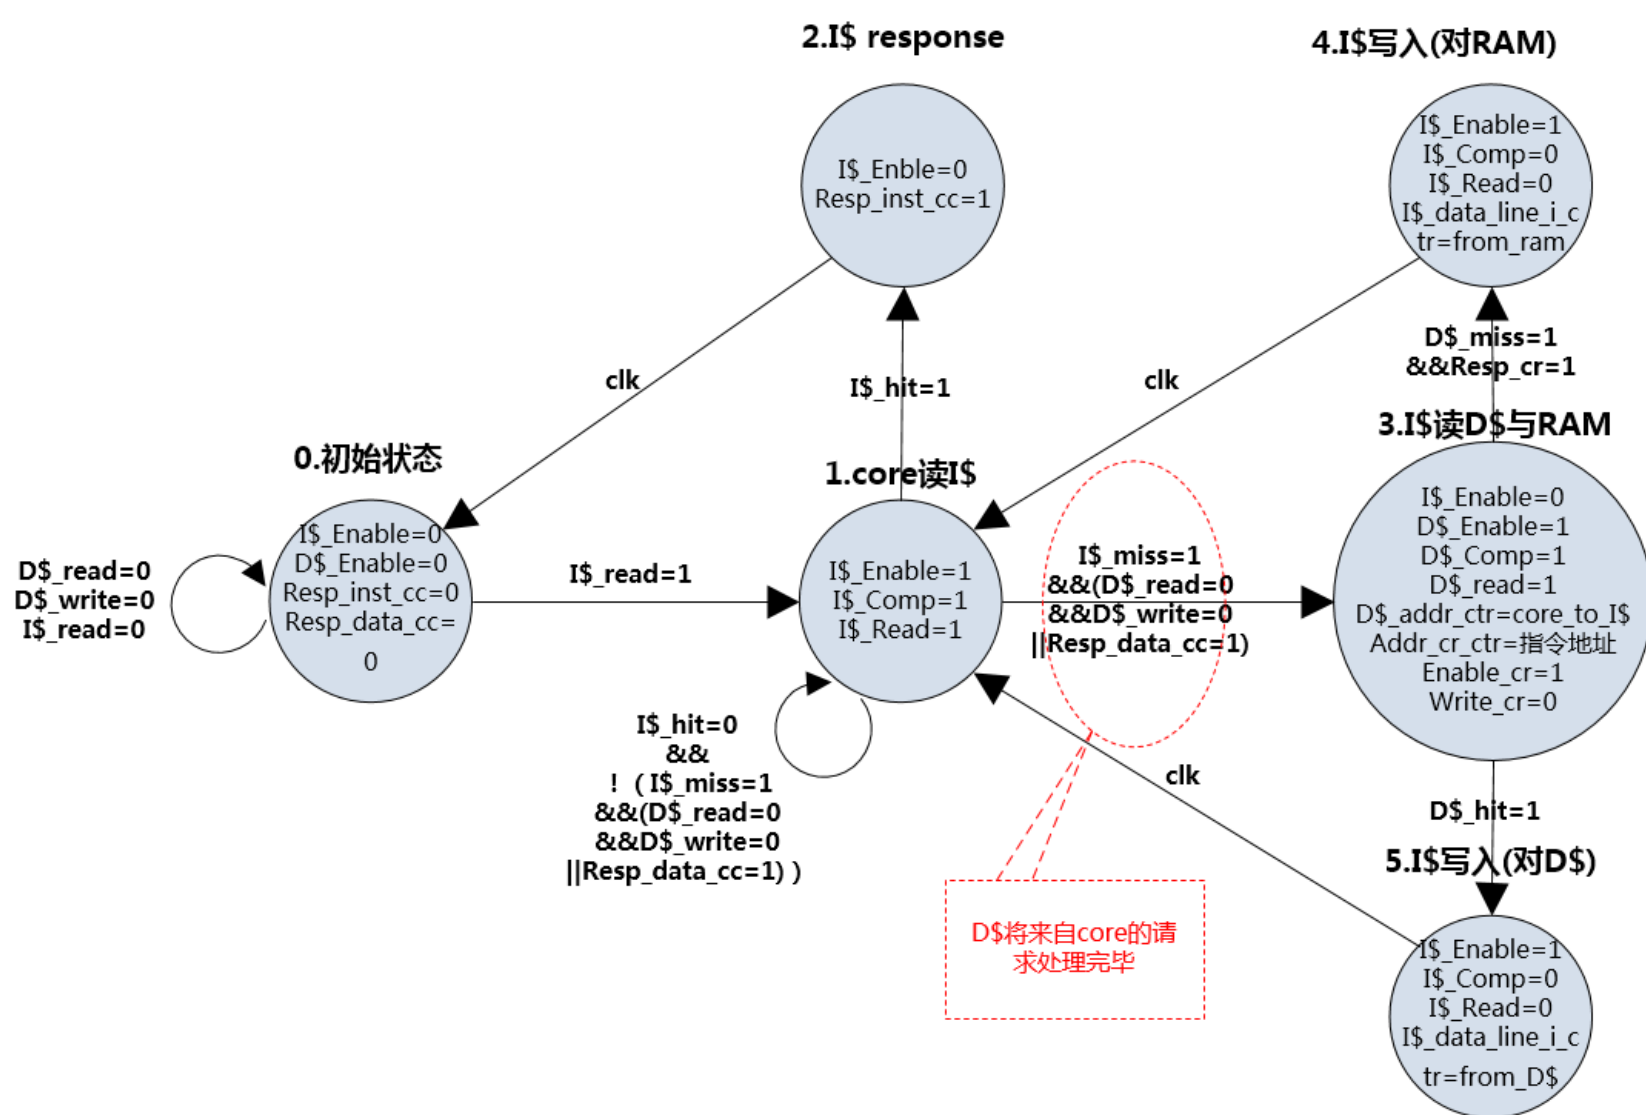 2.I$ response
4.I$写入(对RAM)
I$_Enble=0
Resp_inst_cc=1
I$_Enable=1
I$_Comp=0
I$_Read=0
I$_data_line_i_c
tr=from_ram
clk
I$_hit=1
clk
D$_miss=1
&&Resp_cr=1
0.初始状态
1.core读I$
3.I$读D$与RAM
D$_read=0
D$_write=0
I$_read=0
I$_Enable=0
D$_Enable=0
Resp_inst_cc=0
Resp_data_cc=
0
I$_read=1
I$_Enable=1
I$_Comp=1
I$_Read=1
I$_miss=1
&&(D$_read=0
&&D$_write=0
||Resp_data_cc=1)
I$_Enable=0
D$_Enable=1
D$_Comp=1
D$_read=1
D$_addr_ctr=core_to_I$
Addr_cr_ctr=指令地址
Enable_cr=1
Write_cr=0
I$_hit=0
&&
!（I$_miss=1
&&(D$_read=0
&&D$_write=0
||Resp_data_cc=1)）
clk
D$_hit=1
5.I$写入(对D$)
D$将来自core的请
求处理完毕
I$_Enable=1
I$_Comp=0
I$_Read=0
I$_data_line_i_c
tr=from_D$